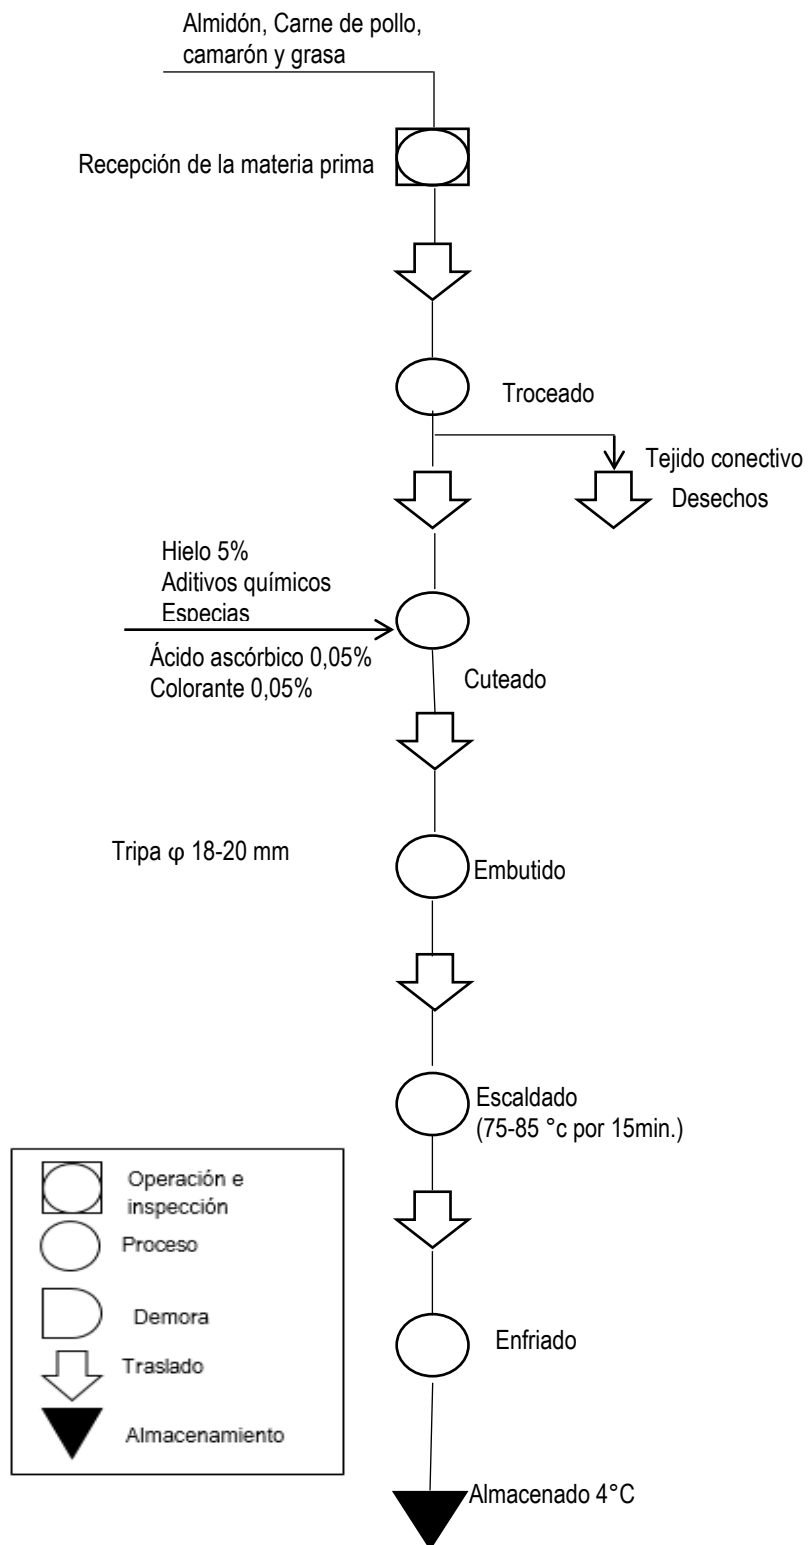 Almidón, Carne de pollo,
camarón y grasa
Recepción de la materia prima
Troceado
Tejido conectivo
Desechos
Hielo 5%
Aditivos químicos
Especias
Ácido ascórbico 0,05%
Colorante 0,05%
Cuteado
Tripa φ 18-20 mm
Embutido
Escaldado
(75-85 °c por 15min.)
Enfriado
Almacenado 4°C
Operación e
inspección
Proceso
Demora
Traslado
Almacenamiento